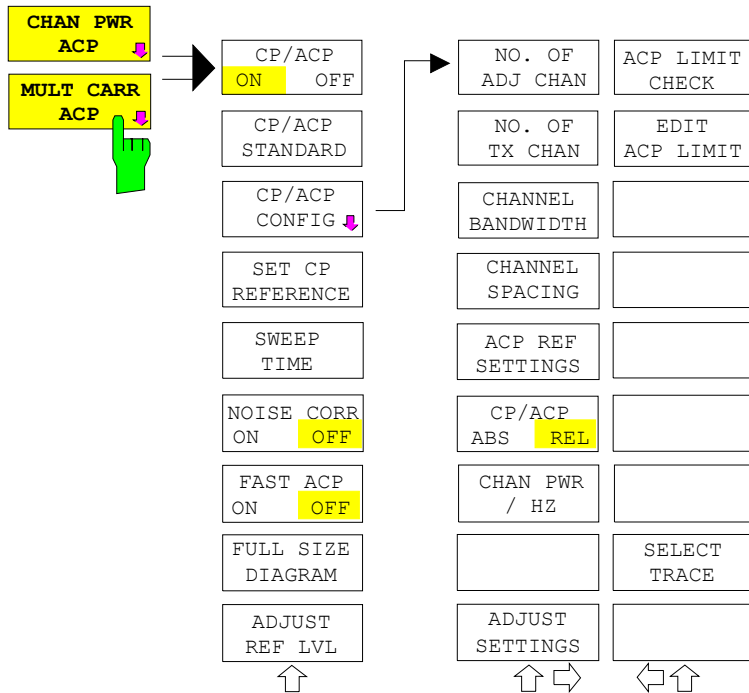 CHAN PWR
ACP
MULT CARR
ACP
CP/ACP
ON OFF
CP/ACP
STANDARD
CP/ACP
CONFIG
SET CP
REFERENCE
SWEEP
TIME
NOISE CORR
ON OFF
FAST ACP
ON OFF
FULL SIZE
DIAGRAM
ADJUST
REF LVL
NO. OF
ADJ CHAN
NO. OF
TX CHAN
CHANNEL
BANDWIDTH
CHANNEL
SPACING
ACP REF
SETTINGS
CP/ACP
ABS REL
CHAN PWR
/ HZ
ADJUST
SETTINGS
ACP LIMIT
CHECK
EDIT
ACP LIMIT
SELECT
TRACE